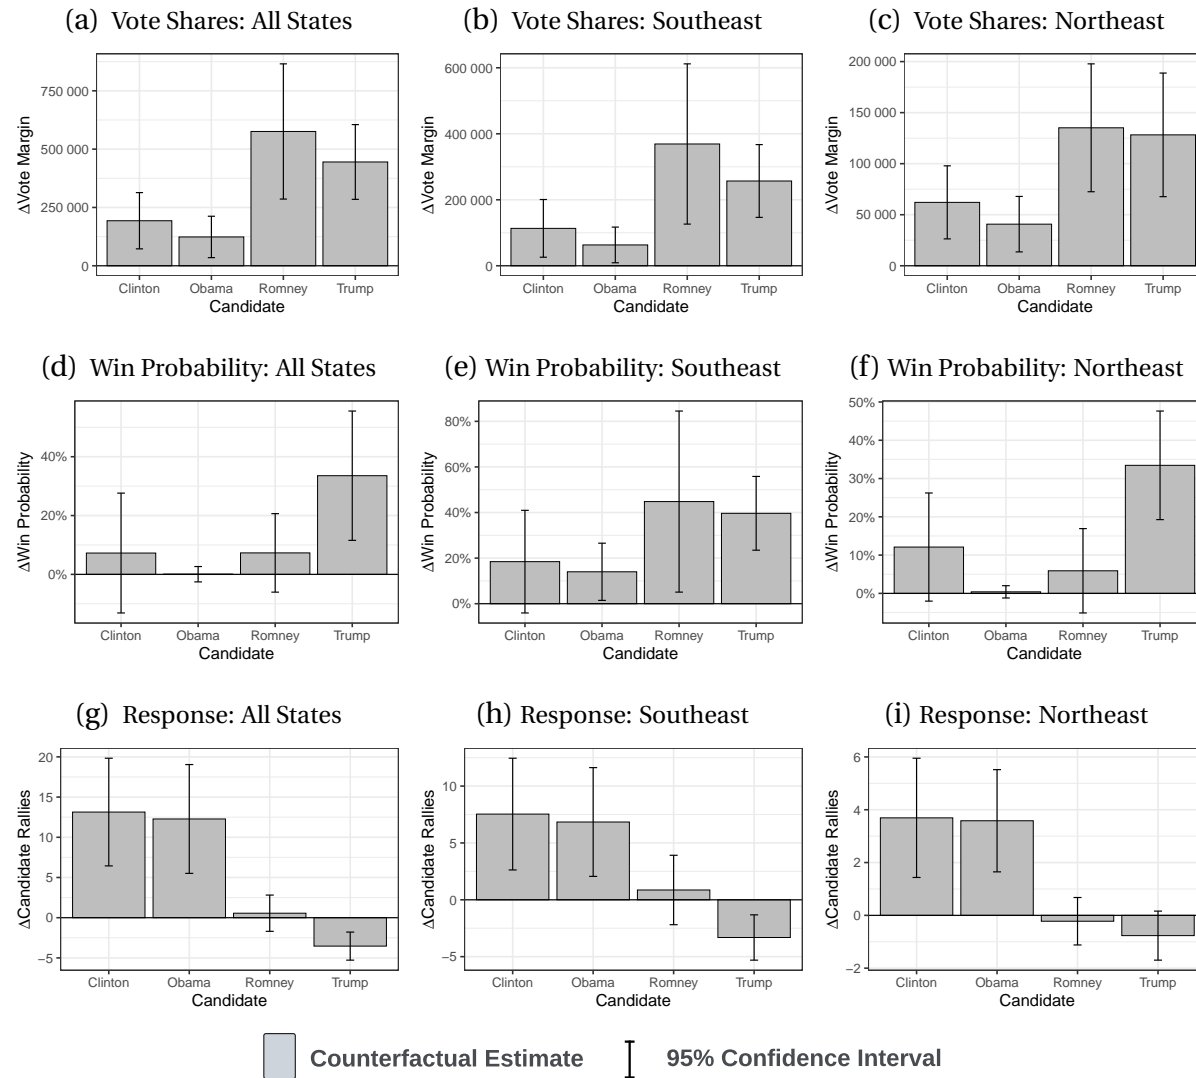 (a) Vote Shares: All States
ΔVote Margin
750 000
500 000
250 000
0
Clinton Obama Romney Trump
Candidate
(b) Vote Shares: Southeast
ΔVote Margin
600 000
400 000
200 000
0
Clinton Obama Romney Trump
Candidate
(c) Vote Shares: Northeast
ΔVote Margin
200 000
150 000
100 000
50 000
0
Clinton Obama Romney Trump
Candidate
(d) Win Probability: All States
ΔWin Probability
40%
20%
0%
Clinton Obama Romney Trump
Candidate
(e) Win Probability: Southeast
ΔWin Probability
80%
60%
40%
20%
0%
Clinton Obama Romney Trump
Candidate
(f) Win Probability: Northeast
ΔWin Probability
50%
40%
30%
20%
10%
0%
Clinton Obama Romney Trump
Candidate
(g) Response: All States
ΔCandidate Rallies
20
15
10
5
0
−5
Clinton Obama Romney Trump
Candidate
(h) Response: Southeast
ΔCandidate Rallies
10
5
0
−5
Clinton Obama Romney Trump
Candidate
(i) Response: Northeast
ΔCandidate Rallies
6
4
2
0
−2
Clinton Obama Romney Trump
Candidate
Counterfactual Estimate 95% Confidence Interval